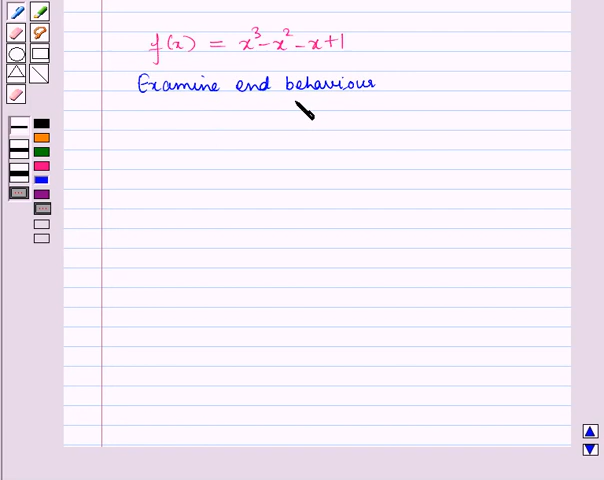 f(x) = x³-x²-x+1
Examine end behaviour